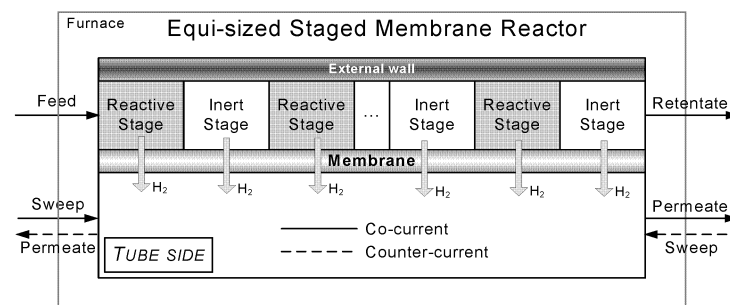 Furnace
Equi-sized Staged Membrane Reactor
External wall
Feed
Reactive
Stage
Inert
Stage
Reactive
Stage
...
Inert
Stage
Reactive
Stage
Inert
Stage
Retentate
Membrane
H2
H2
H2
H2
H2
H2
Sweep
Permeate
Permeate
Sweep
Co-current
Counter-current
TUBE SIDE